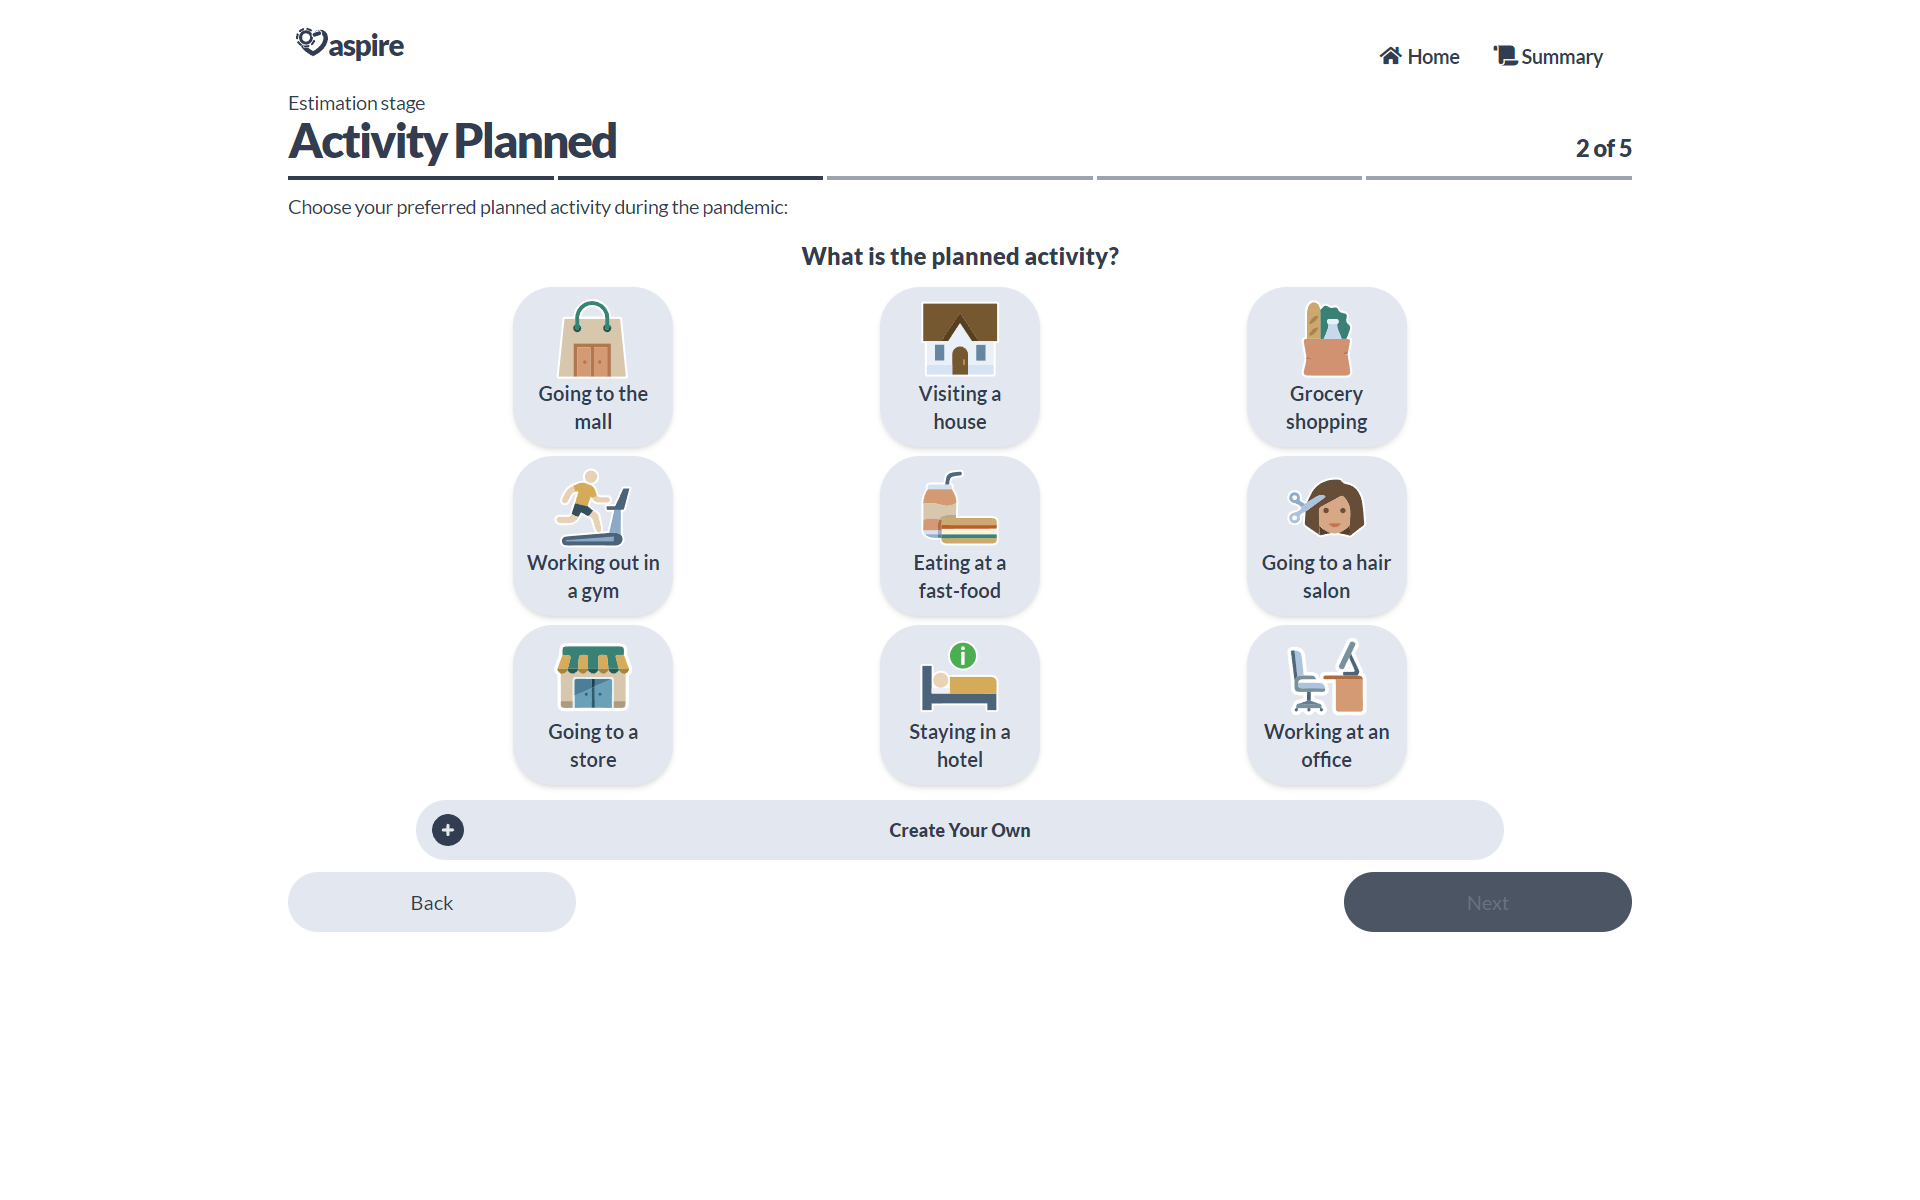 aspire
Home
Summary
Estimation stage
Activity Planned
2 of 5
Choose your preferred planned activity during the pandemic:
What is the planned activity?
Going to the
mall
Visiting a
house
Grocery
shopping
Working out in
a gym
Eating at a
fast-food
Going to a hair
salon
Going to a
store
Staying in a
hotel
Working at an
office
Create Your Own
Back
Next